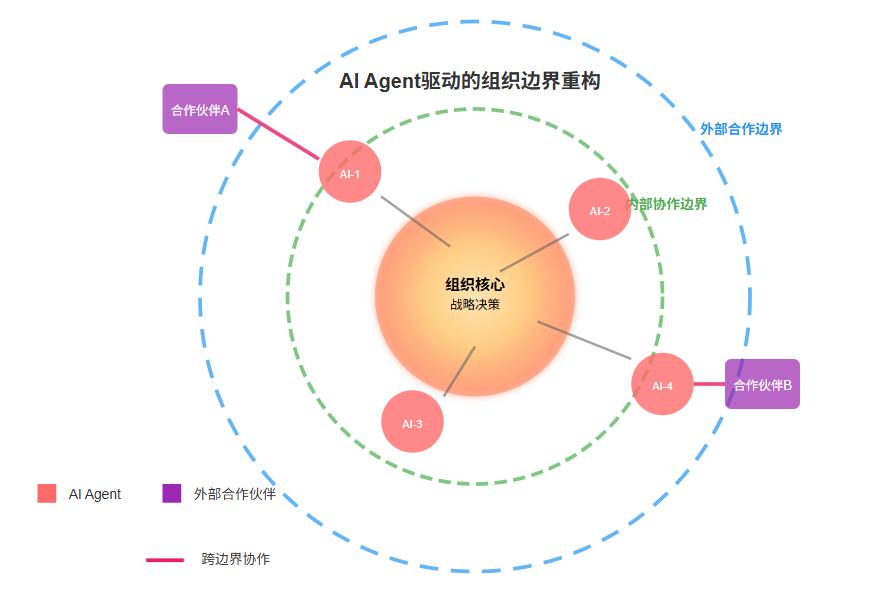 AI Agent驱动的组织边界重构
合作伙伴A
外部合作边界
AI-1
AI-2
内部协作边界
组织核心
战略决策
AI-4
合作伙伴B
AI-3
AI Agent
外部合作伙伴
跨边界协作